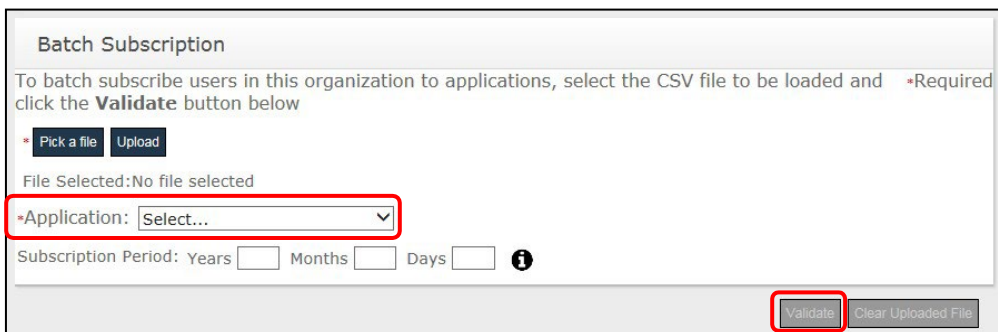 Batch Subscription
To batch subscribe users in this organization to applications, select the CSV file to be loaded and *Required
click the Validate button below
* Pick a file Upload
File Selected:No file selected
*Application: Select...
Subscription Period: Years Months Days i
Validate Clear Uploaded File